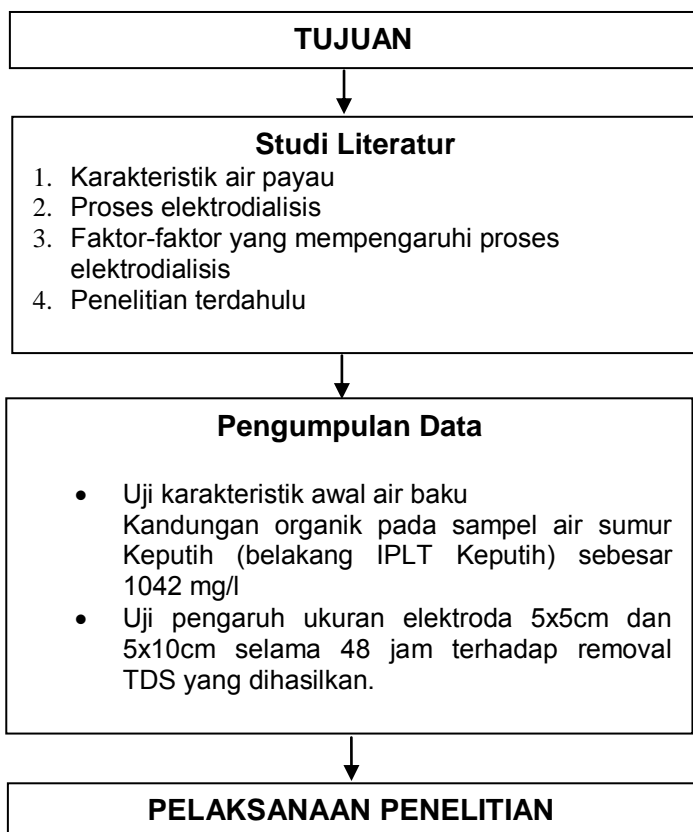 TUJUAN
Studi Literatur
1. Karakteristik air payau
2. Proses elektrodialisis
3. Faktor-faktor yang mempengaruhi proses
elektrodialisis
4. Penelitian terdahulu
Pengumpulan Data
• Uji karakteristik awal air baku
Kandungan organik pada sampel air sumur
Keputih (belakang IPLT Keputih) sebesar
1042 mg/l
• Uji pengaruh ukuran elektroda 5x5cm dan
5x10cm selama 48 jam terhadap removal
TDS yang dihasilkan.
PELAKSANAAN PENELITIAN